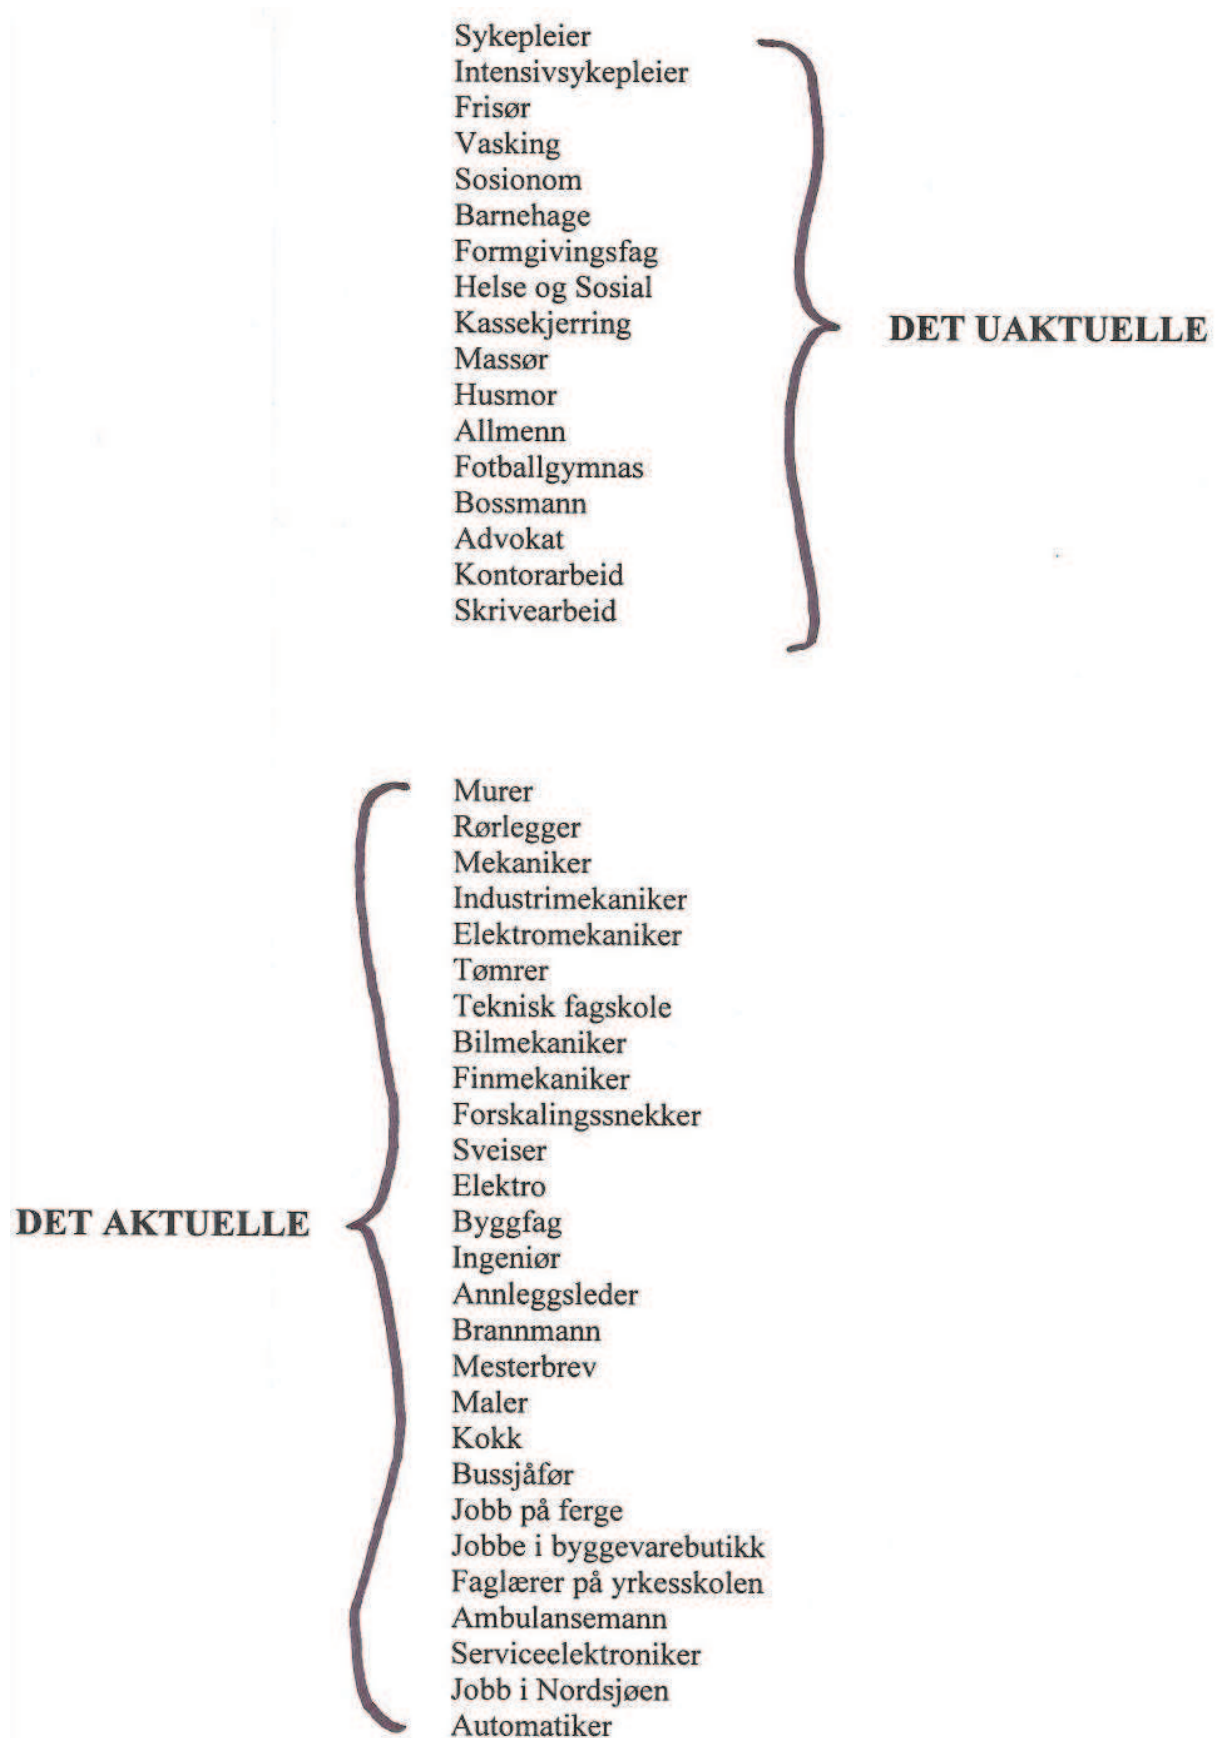 Sykepleier
Intensivsykepleier
Frisør
Vasking
Sosionom
Barnehage
Formgivingsfag
Helse og Sosial
Kassekjerring
DET UAKTUELLE
Massør
Husmor
Allmenn
Fotballgymnas
Bossmann
Advokat
Kontorarbeid
Skrivearbeid
Murer
Rørlegger
Mekaniker
Industrimekaniker
Elektromekaniker
Tømrer
Teknisk fagskole
Bilmekaniker
Finmekaniker
Forskalingssnekker
Sveiser
Elektro
DET AKTUELLE
Byggfag
Ingeniør
Annleggsleder
Brannmann
Mesterbrev
Maler
Kokk
Bussjåfør
Jobb på ferge
Jobbe i byggevarebutikk
Faglærer på yrkesskolen
Ambulansemann
Serviceelektroniker
Jobb i Nordsjøen
Automatiker